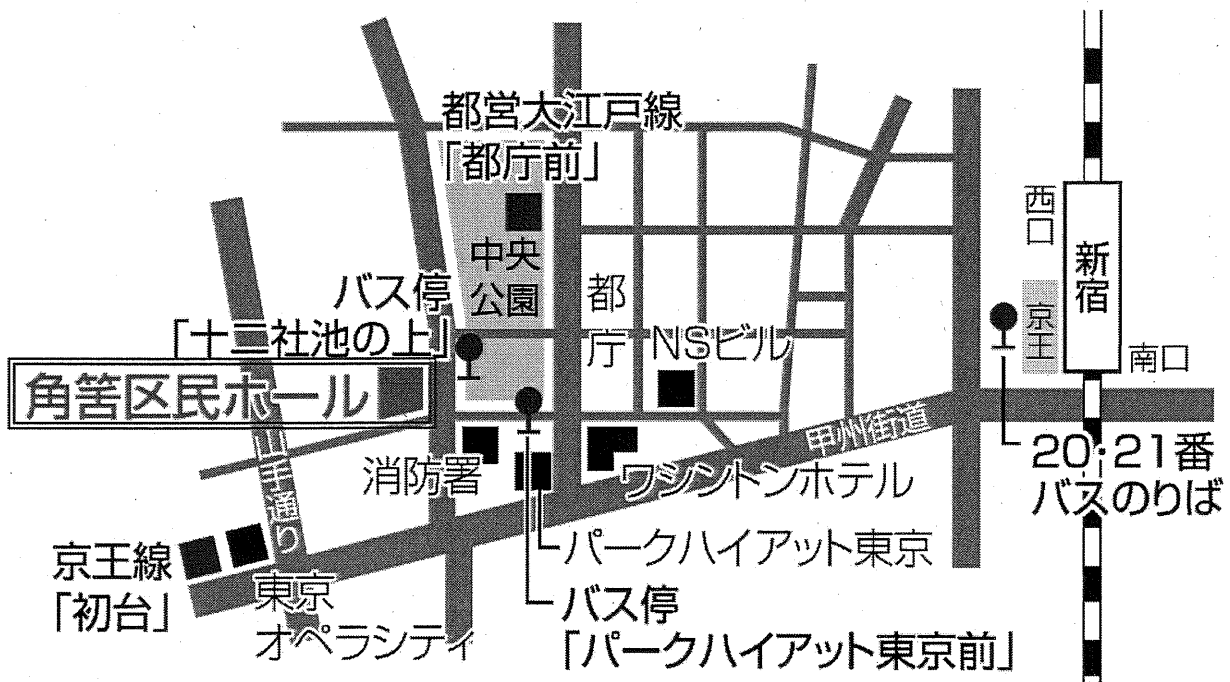 都営大江戸線
「都庁前」
中央
公園
バス停
「十二社池の上」
角筈区民ホール
都庁
NSビル
西口
新宿
京王
南口
甲州街道
20・21番
バスのりば
消防署
ワシントンホテル
山手通り
パークハイアット東京
京王線
「初台」
東京
オペラシティ
バス停
「パークハイアット東京前」